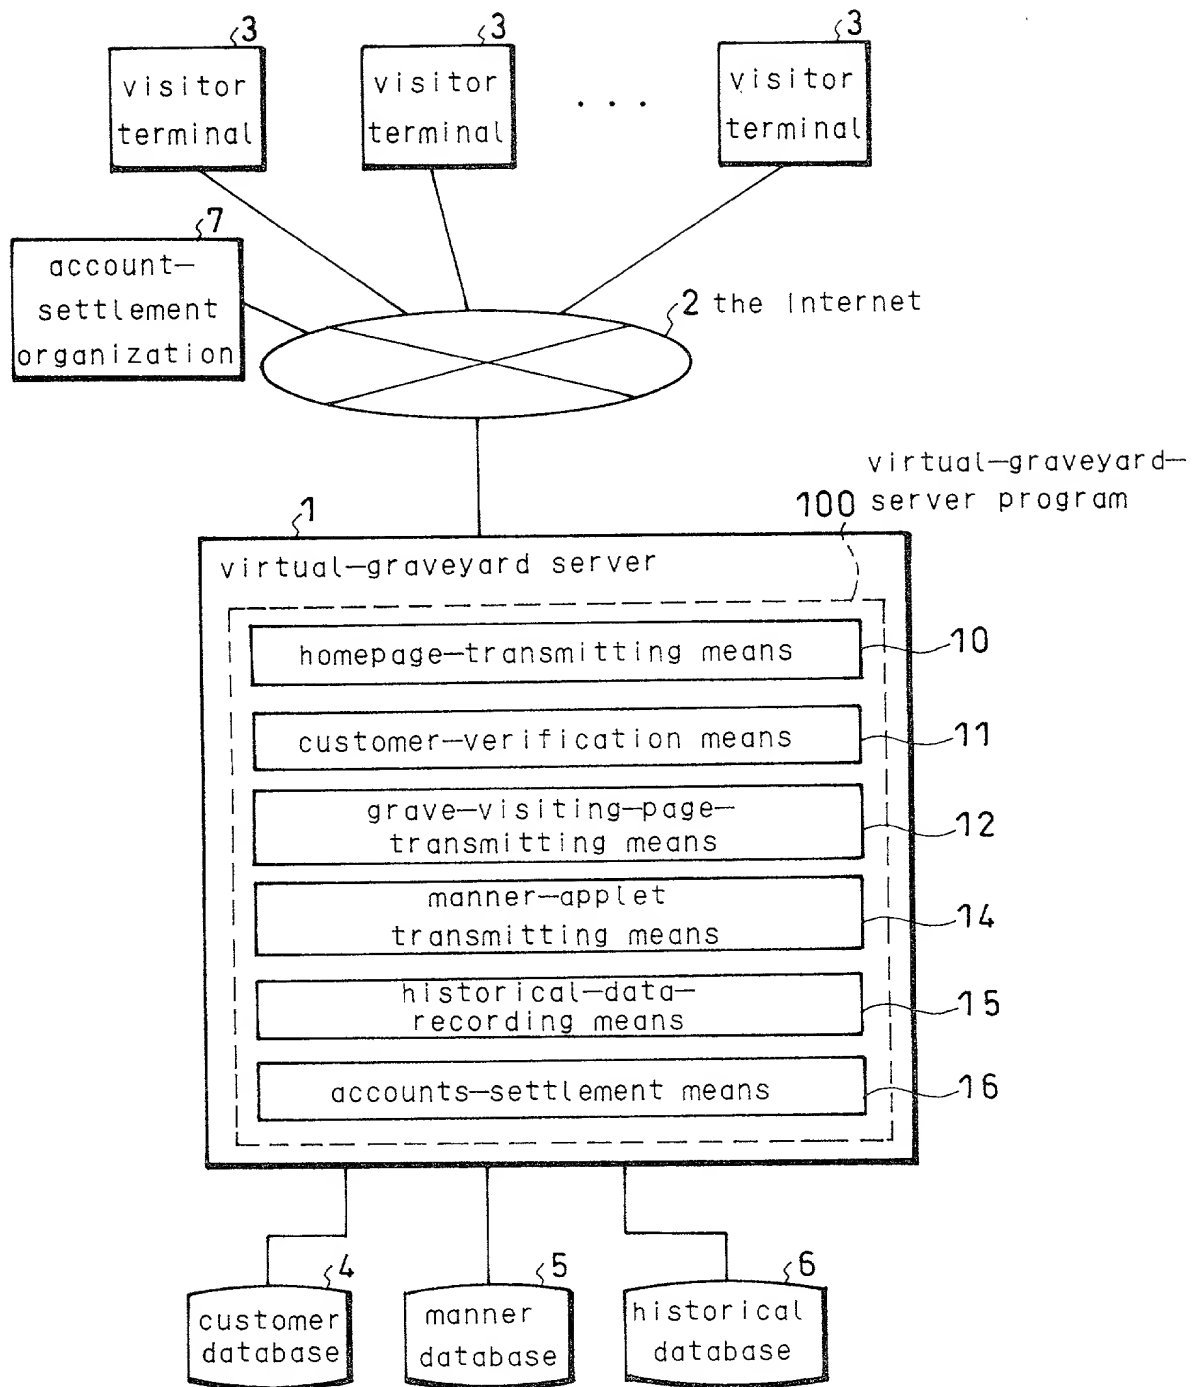 3
3
3
visitor
terminal
visitor
terminal
. . .
visitor
terminal
7
account-
settlement
organization
2 the Internet
virtual-graveyard-
server program
100
1
virtual-graveyard server
homepage-transmitting means
10
customer-verification means
11
grave-visiting-page-
transmitting means
12
manner-applet
transmitting means
14
historical-data-
recording means
15
accounts-settlement means
16
4
customer
database
5
manner
database
6
historical
database